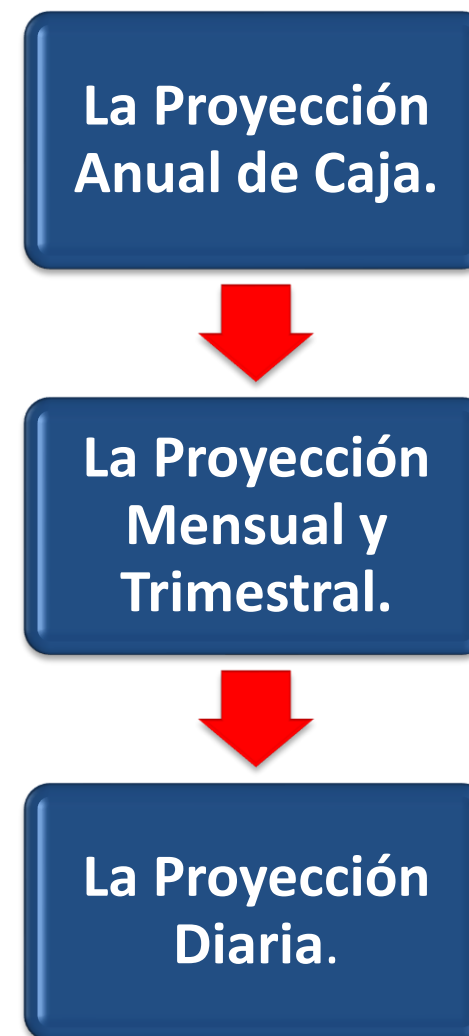 La Proyección
Anual de Caja.
La Proyección
Mensual y
Trimestral.
La Proyección
Diaria.